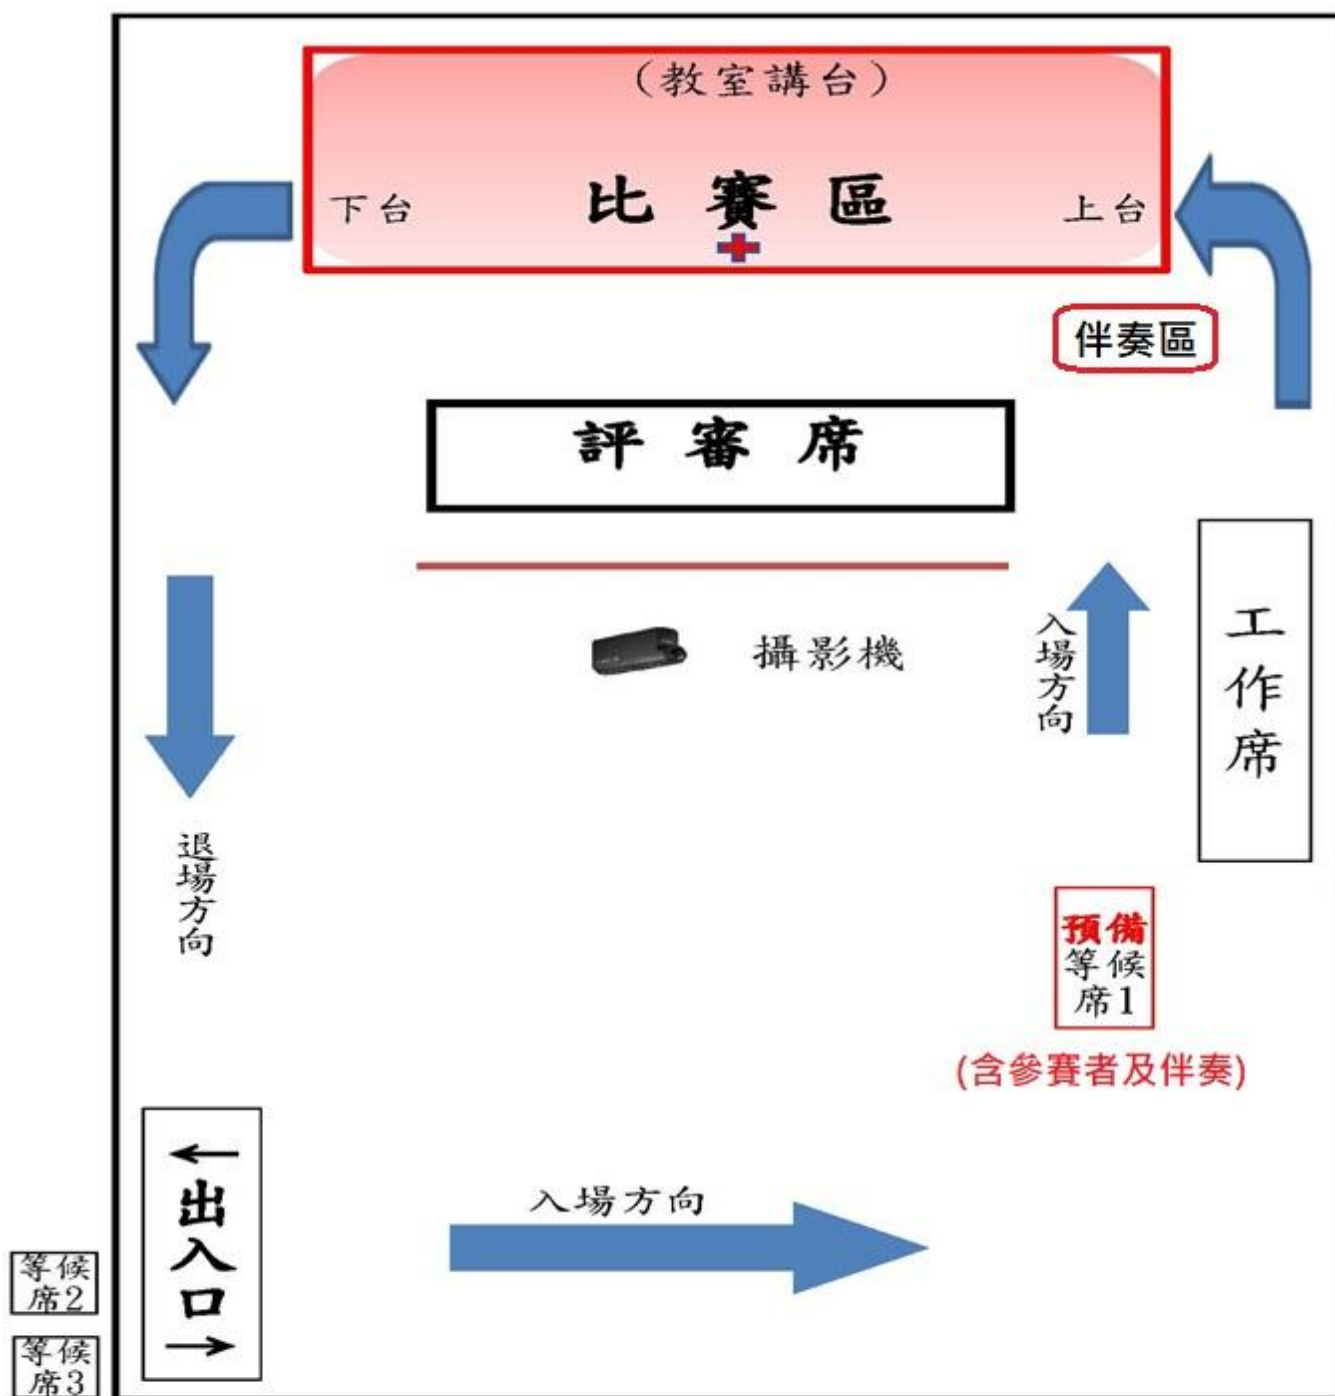 （教室講台）
下台
比賽區
上台
伴奏區
評審席
攝影機
入場方向
工作席
退場方向
預備
等候
席1
(含參賽者及伴奏)
←
出入口
→
入場方向
等候
席2
等候
席3